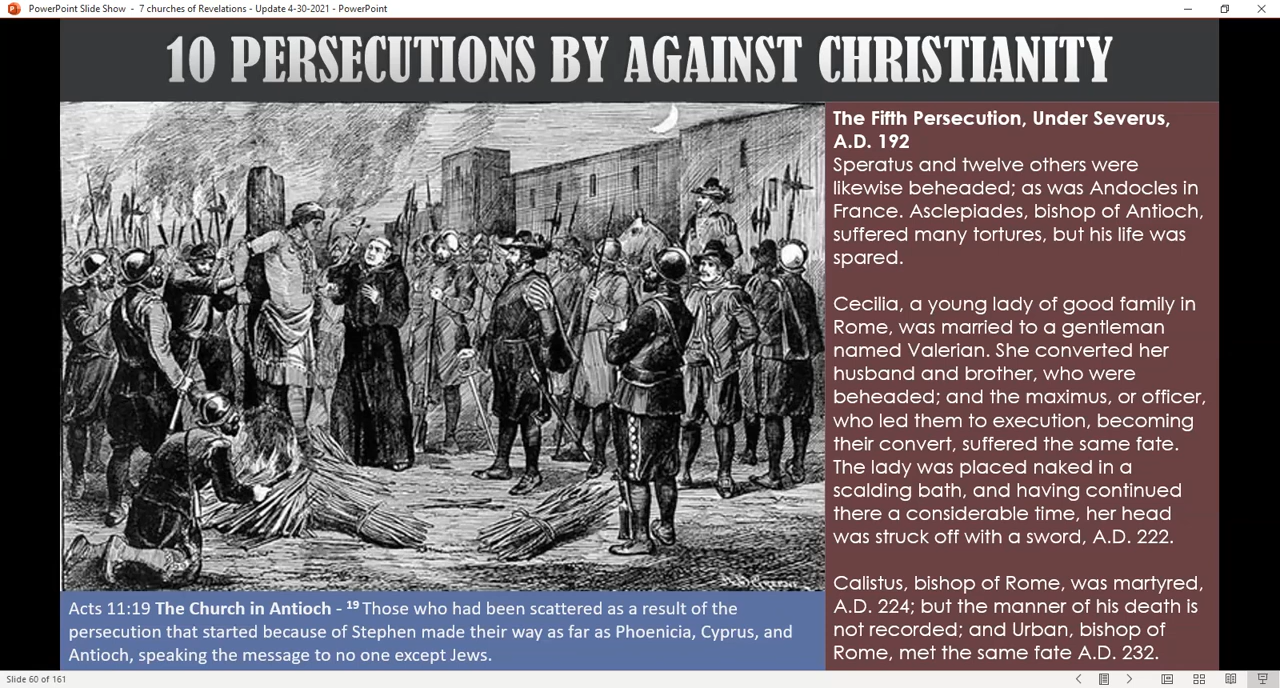 PowerPoint Slide Show - 7 churches of Revelations - Update 4-30-2021 - PowerPoint
10 PERSECUTIONS BY AGAINST CHRISTIANITY
The Fifth Persecution, Under Severus,
A.D. 192
Speratus and twelve others were
likewise beheaded; as was Andocles in
France. Asclepiades, bishop of Antioch,
suffered many tortures, but his life was
spared.
Cecilia, a young lady of good family in
Rome, was married to a gentleman
named Valerian. She converted her
husband and brother, who were
beheaded; and the maximus, or officer,
who led them to execution, becoming
their convert, suffered the same fate.
The lady was placed naked in a
scalding bath, and having continued
there a considerable time, her head
was struck off with a sword, A.D. 222.
Calistus, bishop of Rome, was martyred,
A.D. 224; but the manner of his death is
not recorded; and Urban, bishop of
Rome, met the same fate A.D. 232.
Acts 11:19 The Church in Antioch - 19 Those who had been scattered as a result of the
persecution that started because of Stephen made their way as far as Phoenicia, Cyprus, and
Antioch, speaking the message to no one except Jews.
Slide 60 of 161